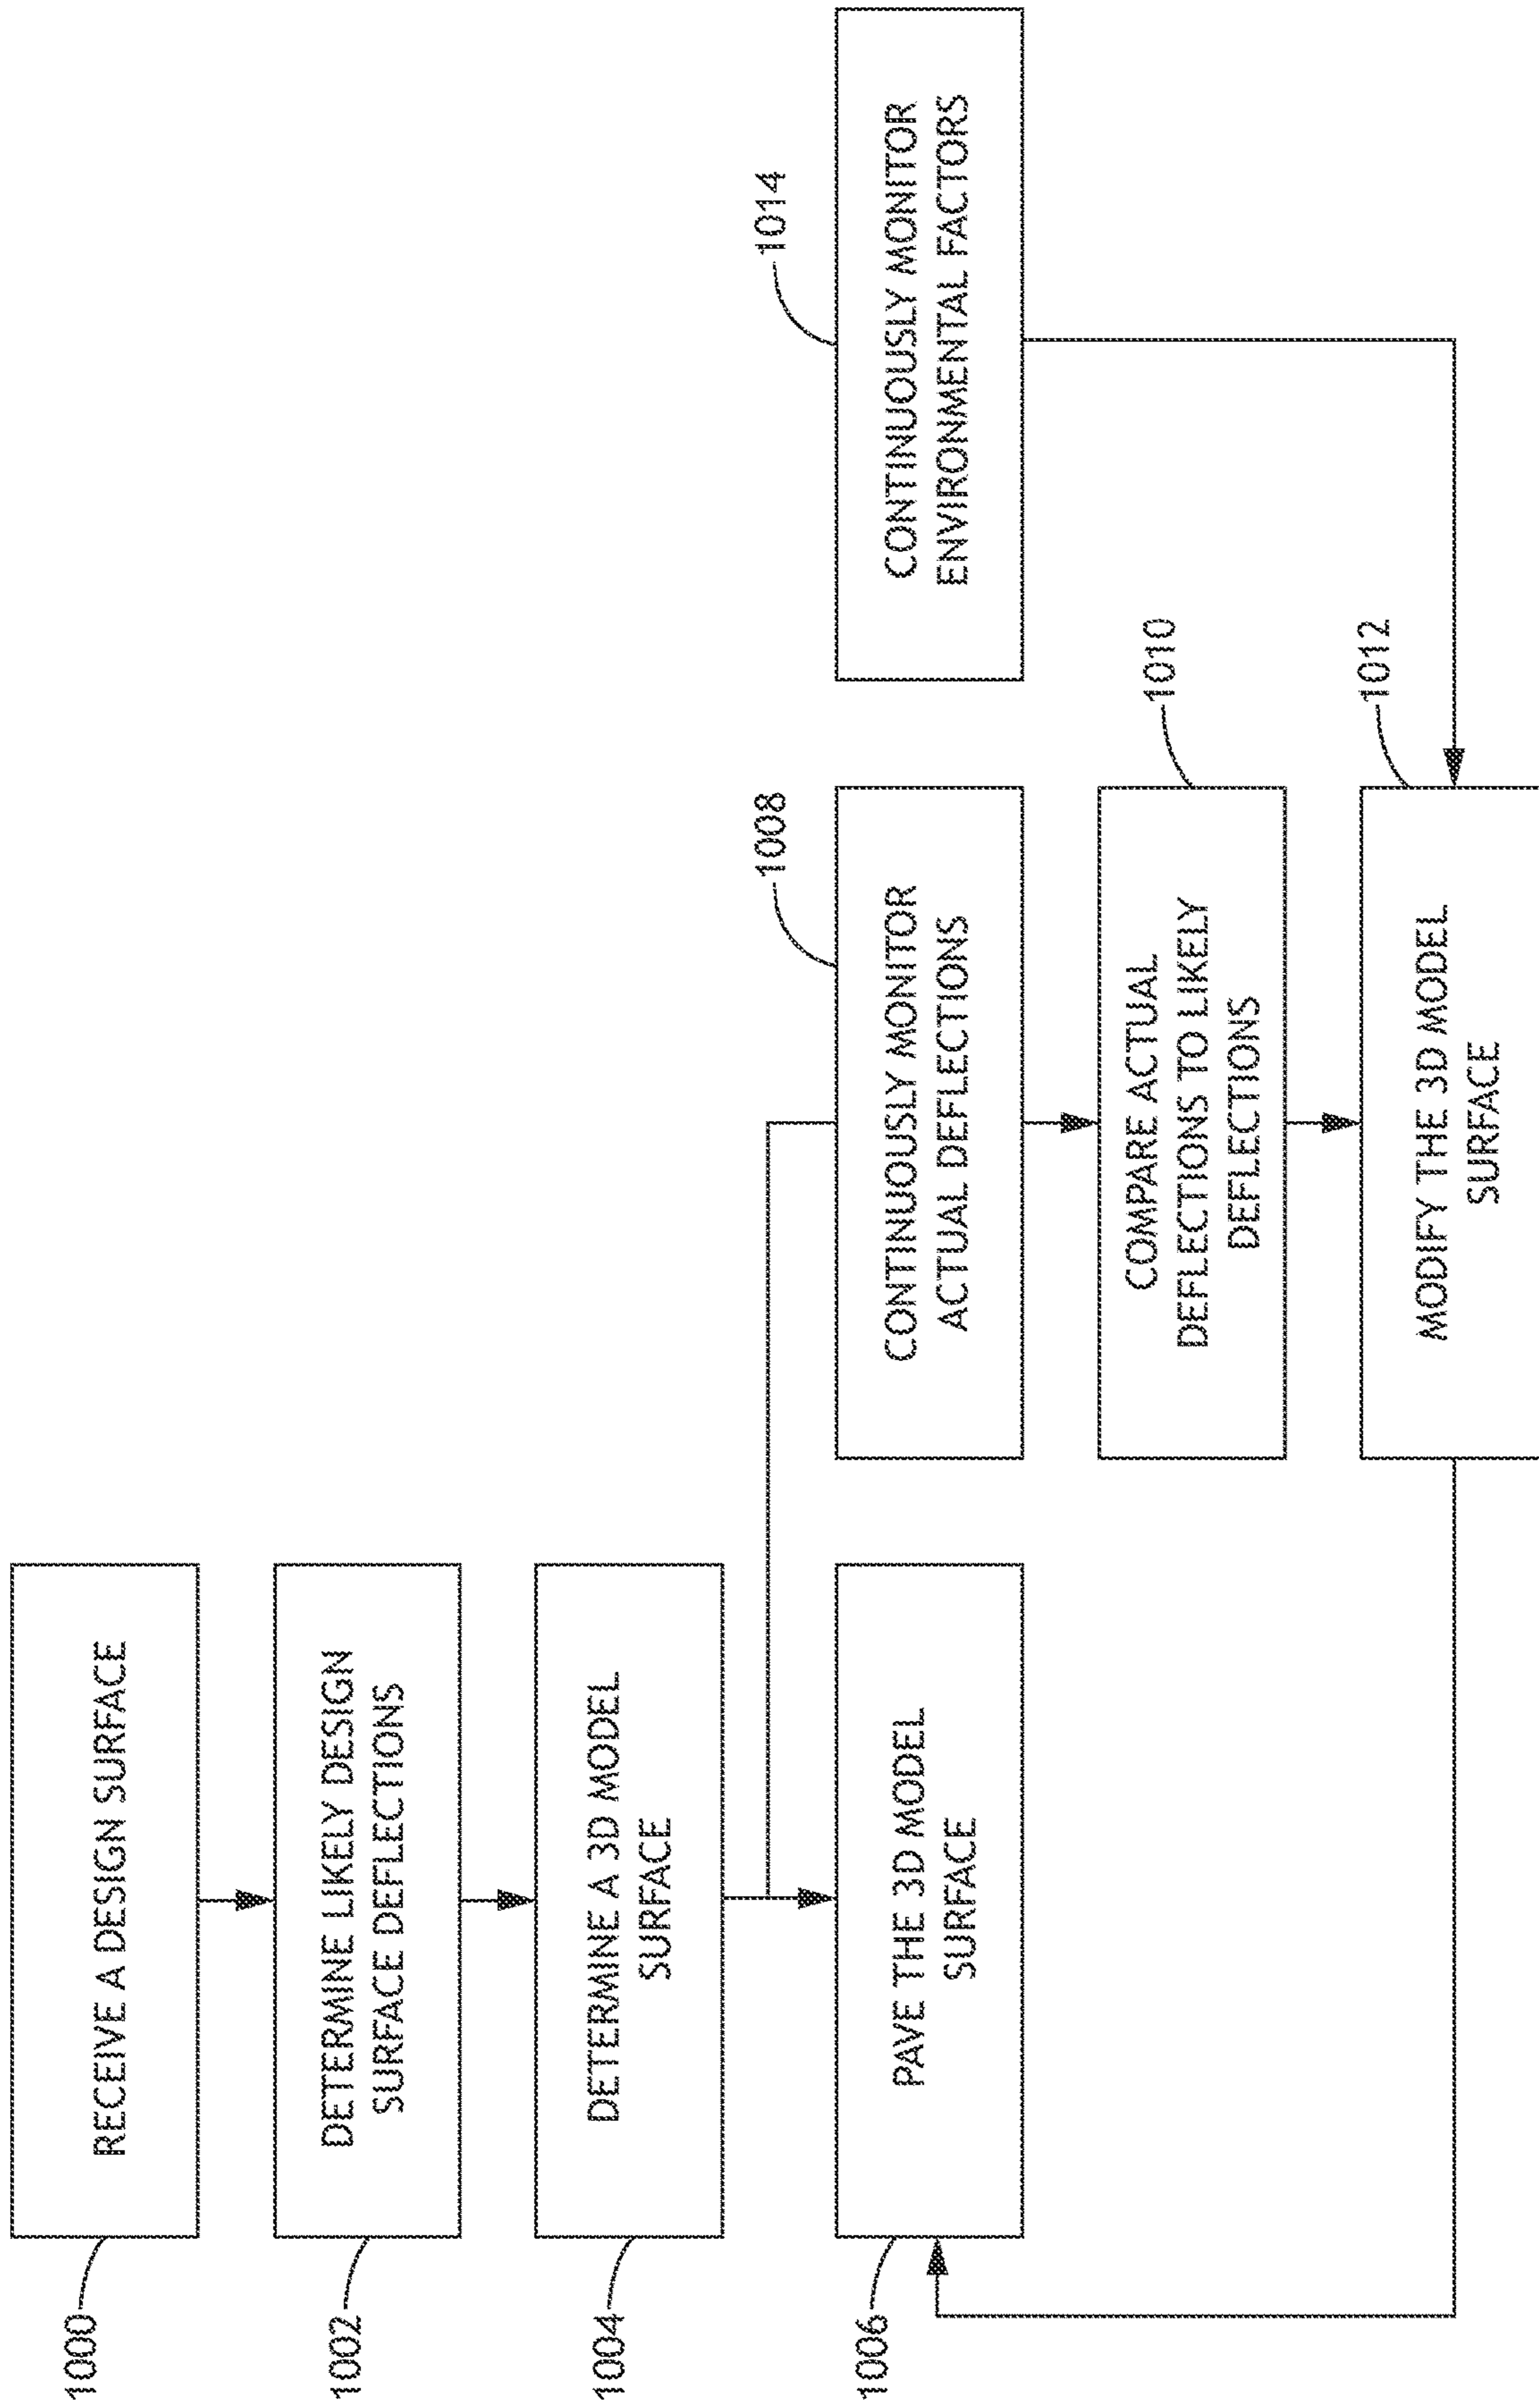 1000
RECEIVE A DESIGN SURFACE
1002
DETERMINE LIKELY DESIGN
SURFACE DEFLECTIONS
1004
DETERMINE A 3D MODEL
SURFACE
1006
PAVE THE 3D MODEL
SURFACE
1008
CONTINUOUSLY MONITOR
ACTUAL DEFLECTIONS
1010
COMPARE ACTUAL
DEFLECTIONS TO LIKELY
DEFLECTIONS
1012
MODIFY THE 3D MODEL
SURFACE
1014
CONTINUOUSLY MONITOR
ENVIRONMENTAL FACTORS